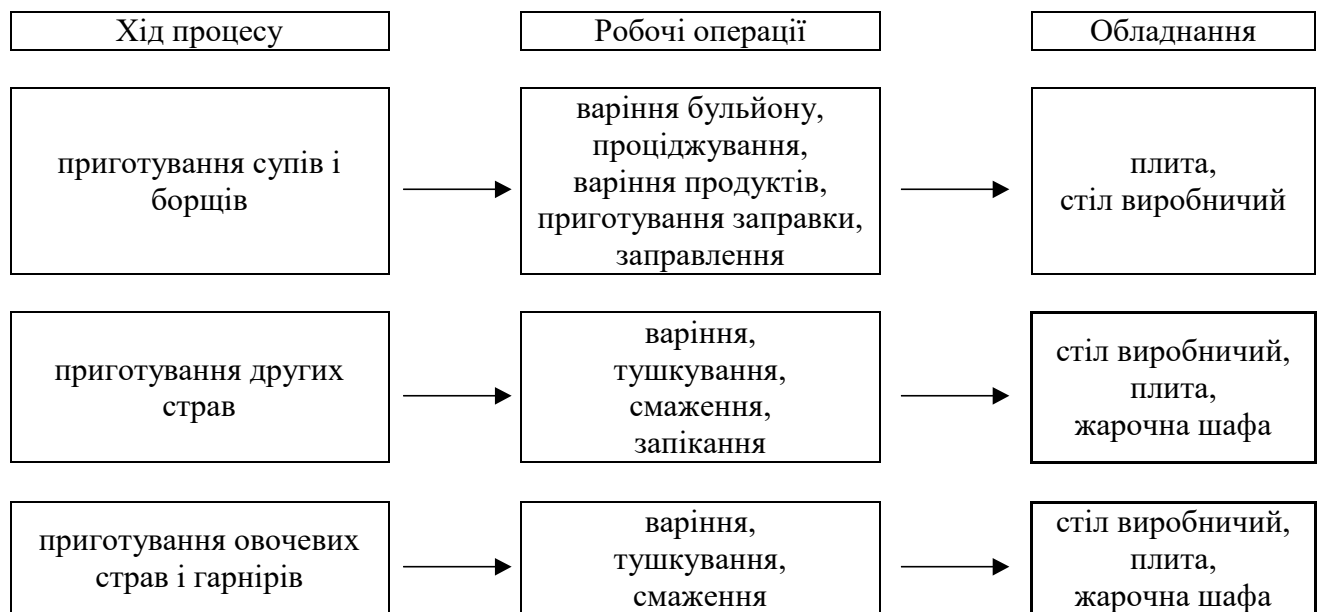 Хід процесу
Робочі операції
Обладнання
приготування супів і
борщів
варіння бульйону,
проціджування,
варіння продуктів,
приготування заправки,
заправлення
плита,
стіл виробничий
приготування других
страв
варіння,
тушкування,
смаження,
запікання
стіл виробничий,
плита,
жарочна шафа
приготування овочевих
страв і гарнірів
варіння,
тушкування,
смаження
стіл виробничий,
плита,
жарочна шафа